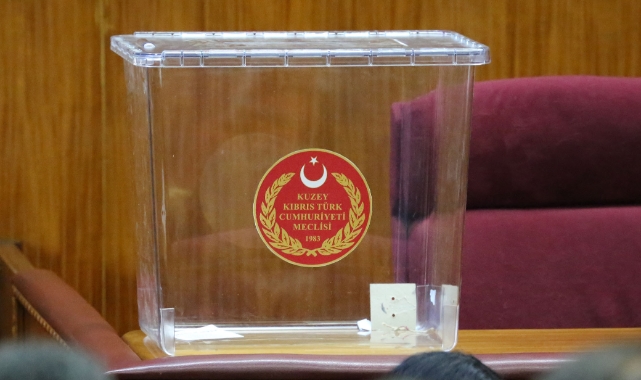 KUZEY
KIBRIS TÜRK
CUMHURİYETİ
MECLİSİ
1983